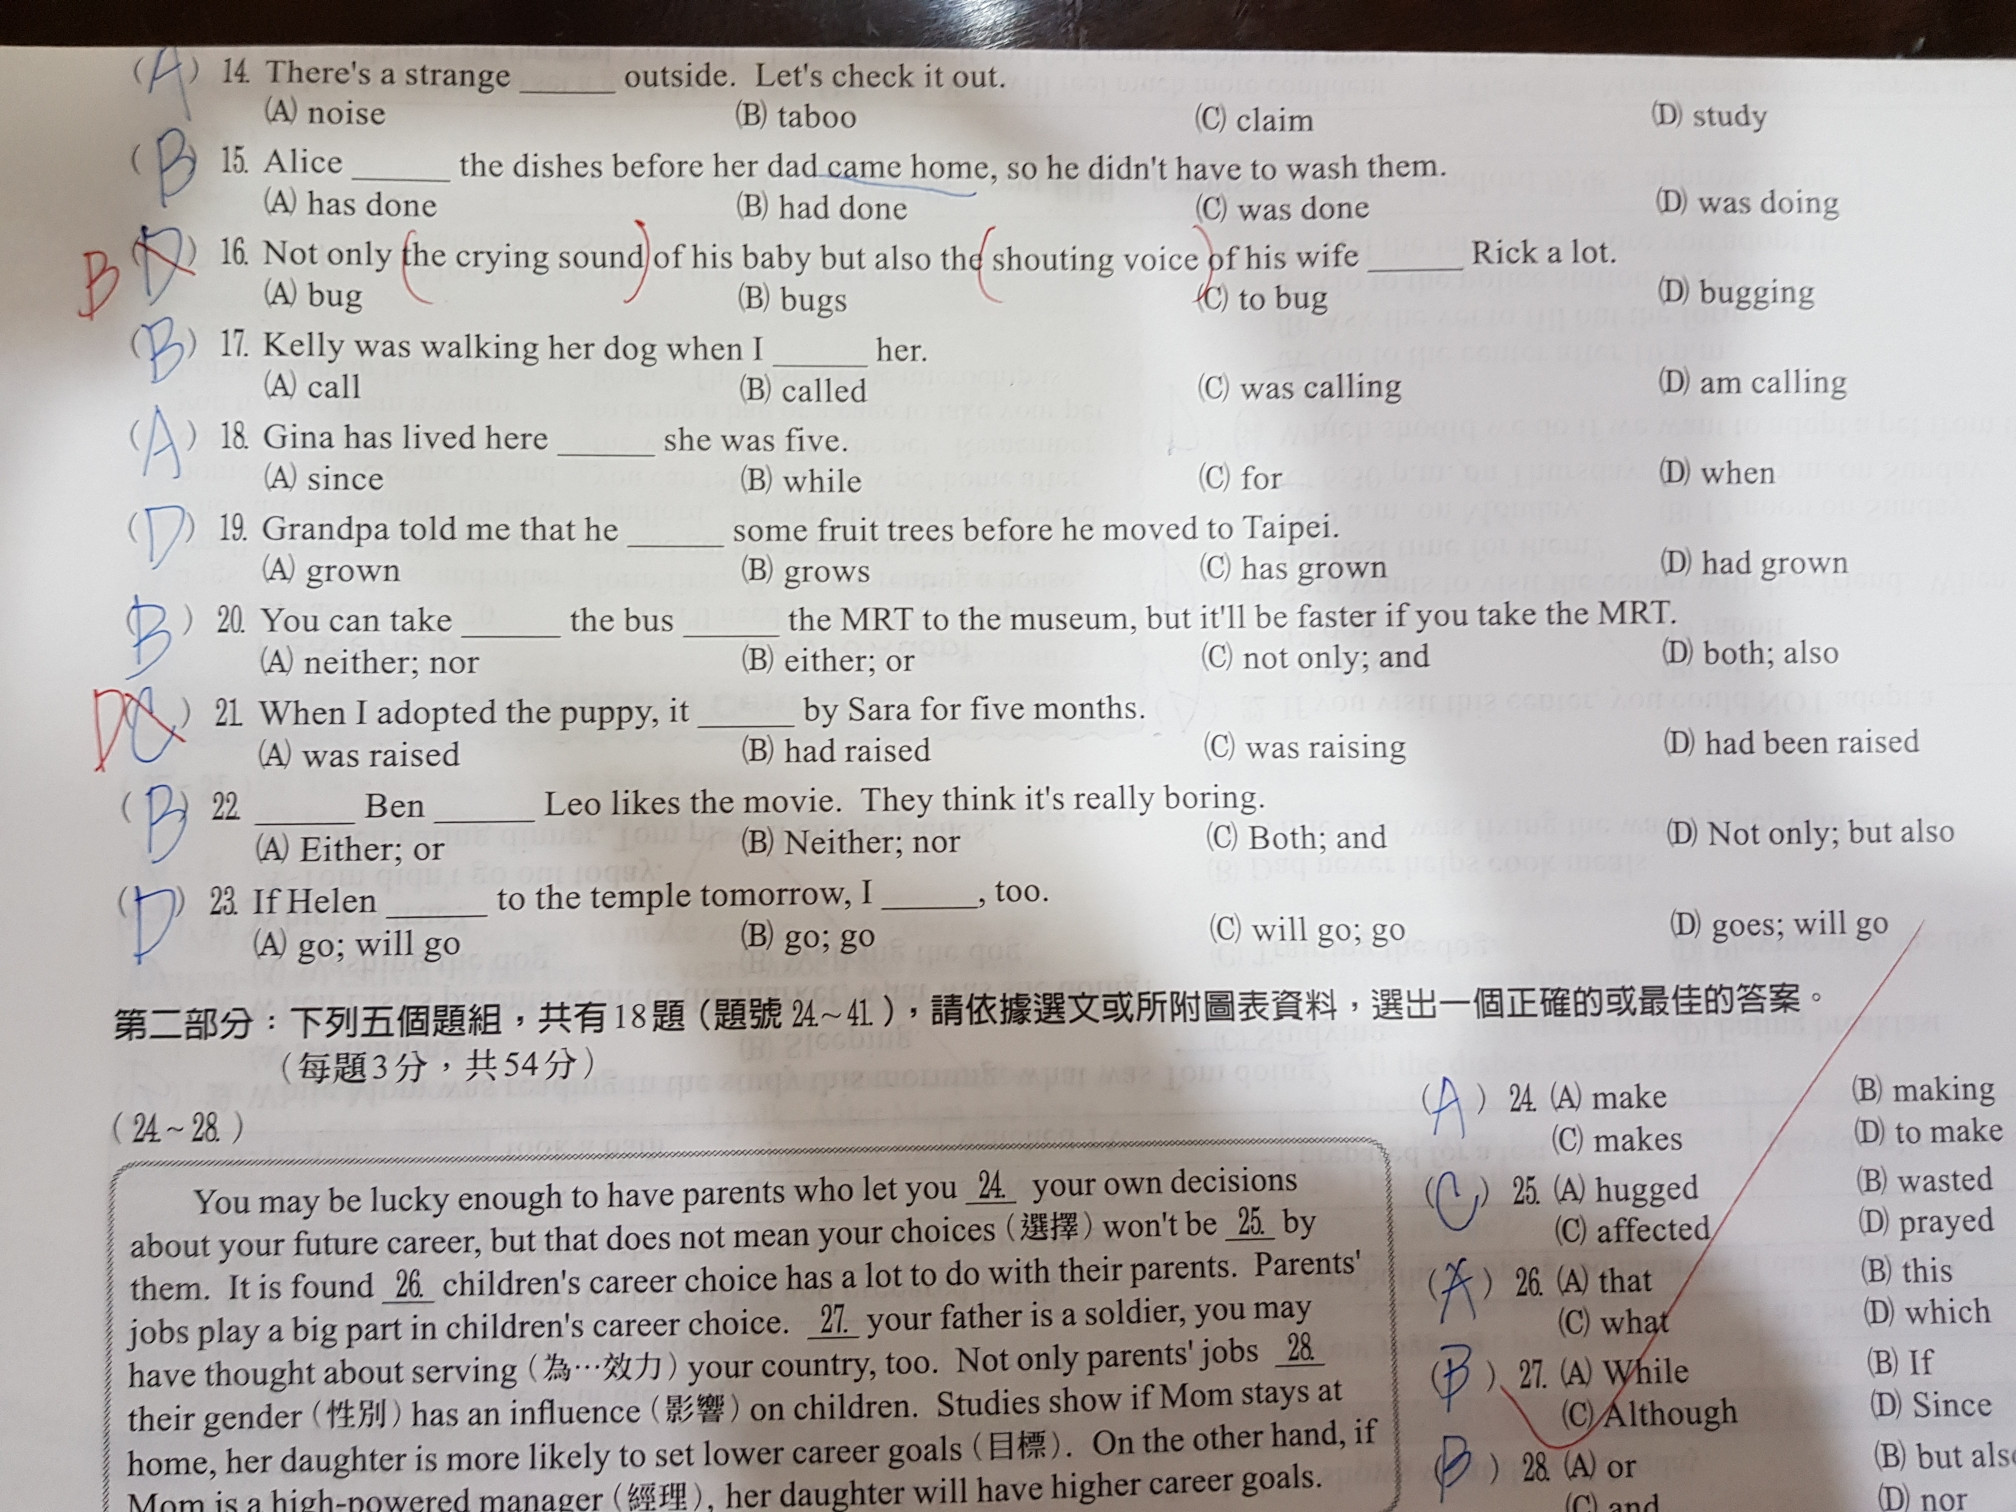 (A) 14. There's a strange ______ outside. Let's check it out.
(A) noise (B) taboo (C) claim (D) study
(B) 15. Alice ______ the dishes before her dad came home, so he didn't have to wash them.
(A) has done (B) had done (C) was done (D) was doing
B (D) 16. Not only the crying sound of his baby but also the shouting voice of his wife ______ Rick a lot.
(A) bug (B) bugs (C) to bug (D) bugging
(B) 17. Kelly was walking her dog when I ______ her.
(A) call (B) called (C) was calling (D) am calling
(A) 18. Gina has lived here ______ she was five.
(A) since (B) while (C) for (D) when
(D) 19. Grandpa told me that he ______ some fruit trees before he moved to Taipei.
(A) grown (B) grows (C) has grown (D) had grown
(B) 20. You can take ______ the bus ______ the MRT to the museum, but it'll be faster if you take the MRT.
(A) neither; nor (B) either; or (C) not only; and (D) both; also
D (C) 21. When I adopted the puppy, it ______ by Sara for five months.
(A) was raised (B) had raised (C) was raising (D) had been raised
(B) 22. ______ Ben ______ Leo likes the movie. They think it's really boring.
(A) Either; or (B) Neither; nor (C) Both; and (D) Not only; but also
(D) 23. If Helen ______ to the temple tomorrow, I ______, too.
(A) go; will go (B) go; go (C) will go; go (D) goes; will go
第二部分：下列五個題組，共有18題（題號24～41），請依據選文或所附圖表資料，選出一個正確的或最佳的答案。
（每題3分，共54分）
（24.～28.）
You may be lucky enough to have parents who let you 24. your own decisions
about your future career, but that does not mean your choices（選擇）won't be 25. by
them. It is found 26. children's career choice has a lot to do with their parents. Parents'
jobs play a big part in children's career choice. 27. your father is a soldier, you may
have thought about serving（為…效力）your country, too. Not only parents' jobs 28.
their gender（性別）has an influence（影響）on children. Studies show if Mom stays at
home, her daughter is more likely to set lower career goals（目標）. On the other hand, if
Mom is a high-powered manager（經理）, her daughter will have higher career goals.
(A) 24. (A) make (B) making
(C) makes (D) to make
(C) 25. (A) hugged (B) wasted
(C) affected (D) prayed
(A) 26. (A) that (B) this
(C) what (D) which
(B) 27. (A) While (B) If
(C) Although (D) Since
(B) 28. (A) or (B) but also
(C) and (D) nor